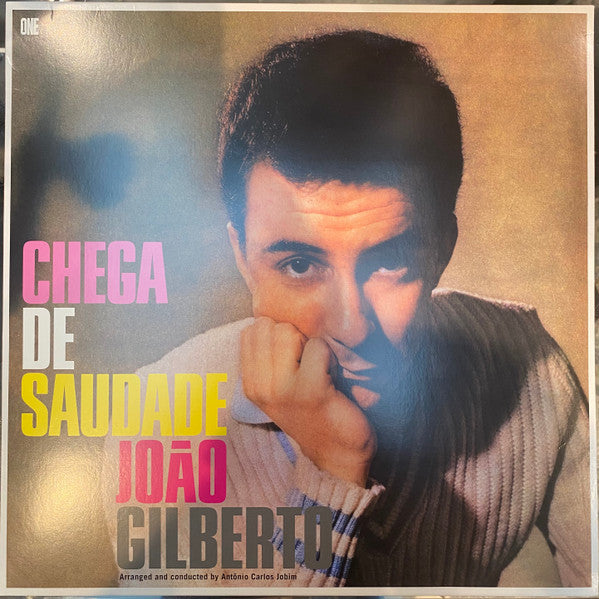 ONE
CHEGA
DE
SAUDADE
JOÃO
GILBERTO
Arranged and conducted by Antônio Carlos Jobim